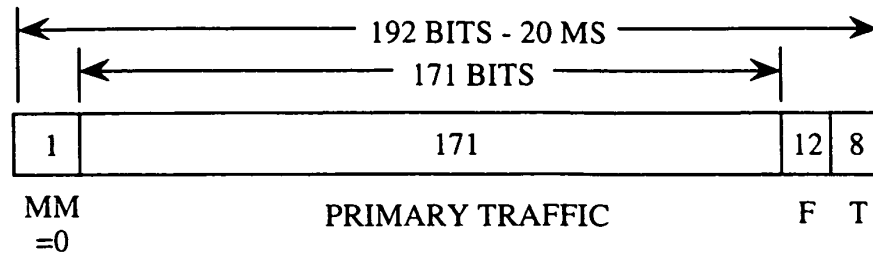 192 BITS - 20 MS
171 BITS
1 171 12 8
MM PRIMARY TRAFFIC F T
=0